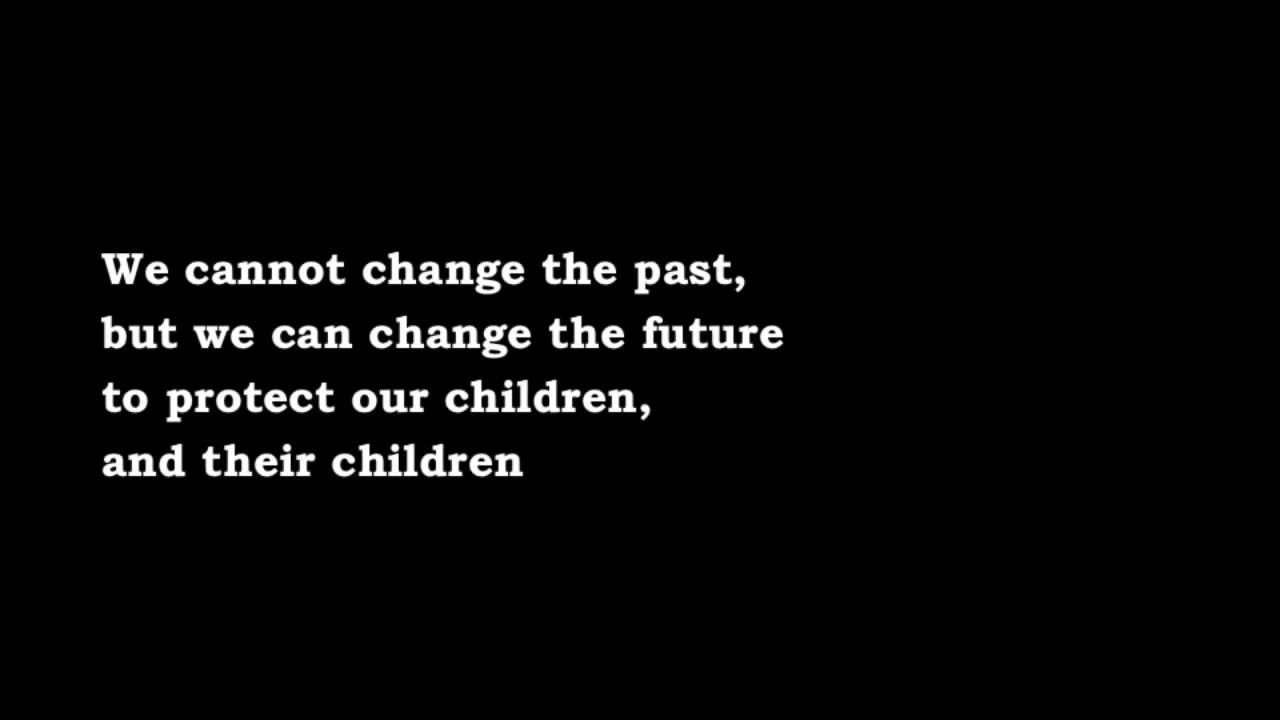 We cannot change the past,
but we can change the future
to protect our children,
and their children